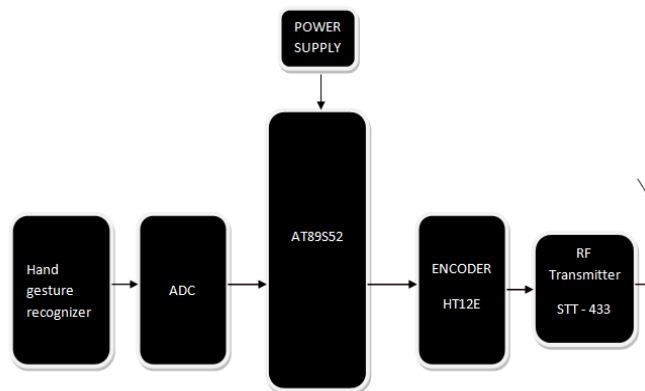 POWER
SUPPLY
Hand
gesture
recognizer
ADC
AT89S52
ENCODER
HT12E
RF
Transmitter
STT - 433